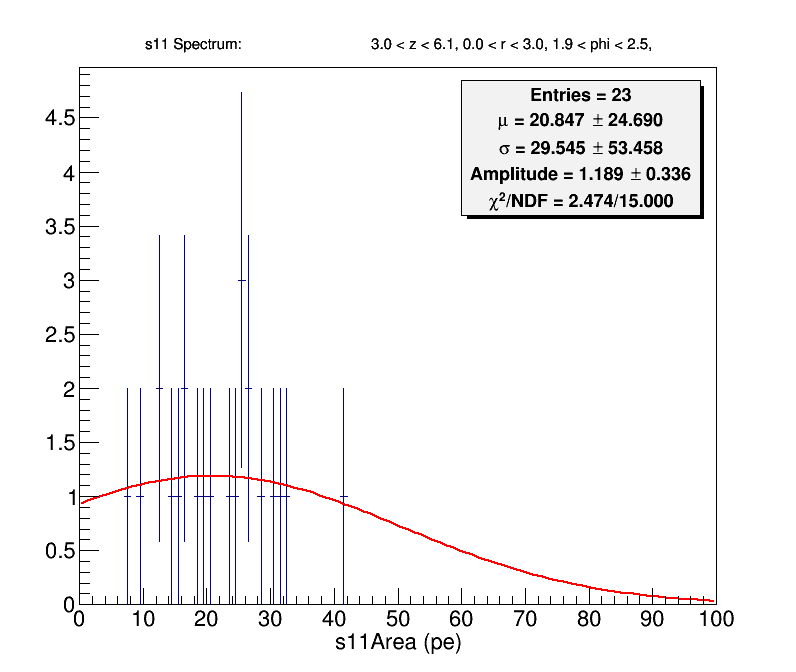 s11 Spectrum: 3.0 < z < 6.1, 0.0 < r < 3.0, 1.9 < phi < 2.5,
Entries = 23
μ = 20.847 ± 24.690
σ = 29.545 ± 53.458
Amplitude = 1.189 ± 0.336
χ²/NDF = 2.474/15.000
4.5
4
3.5
3
2.5
2
1.5
1
0.5
0
0 10 20 30 40 50 60 70 80 90 100
s11Area (pe)